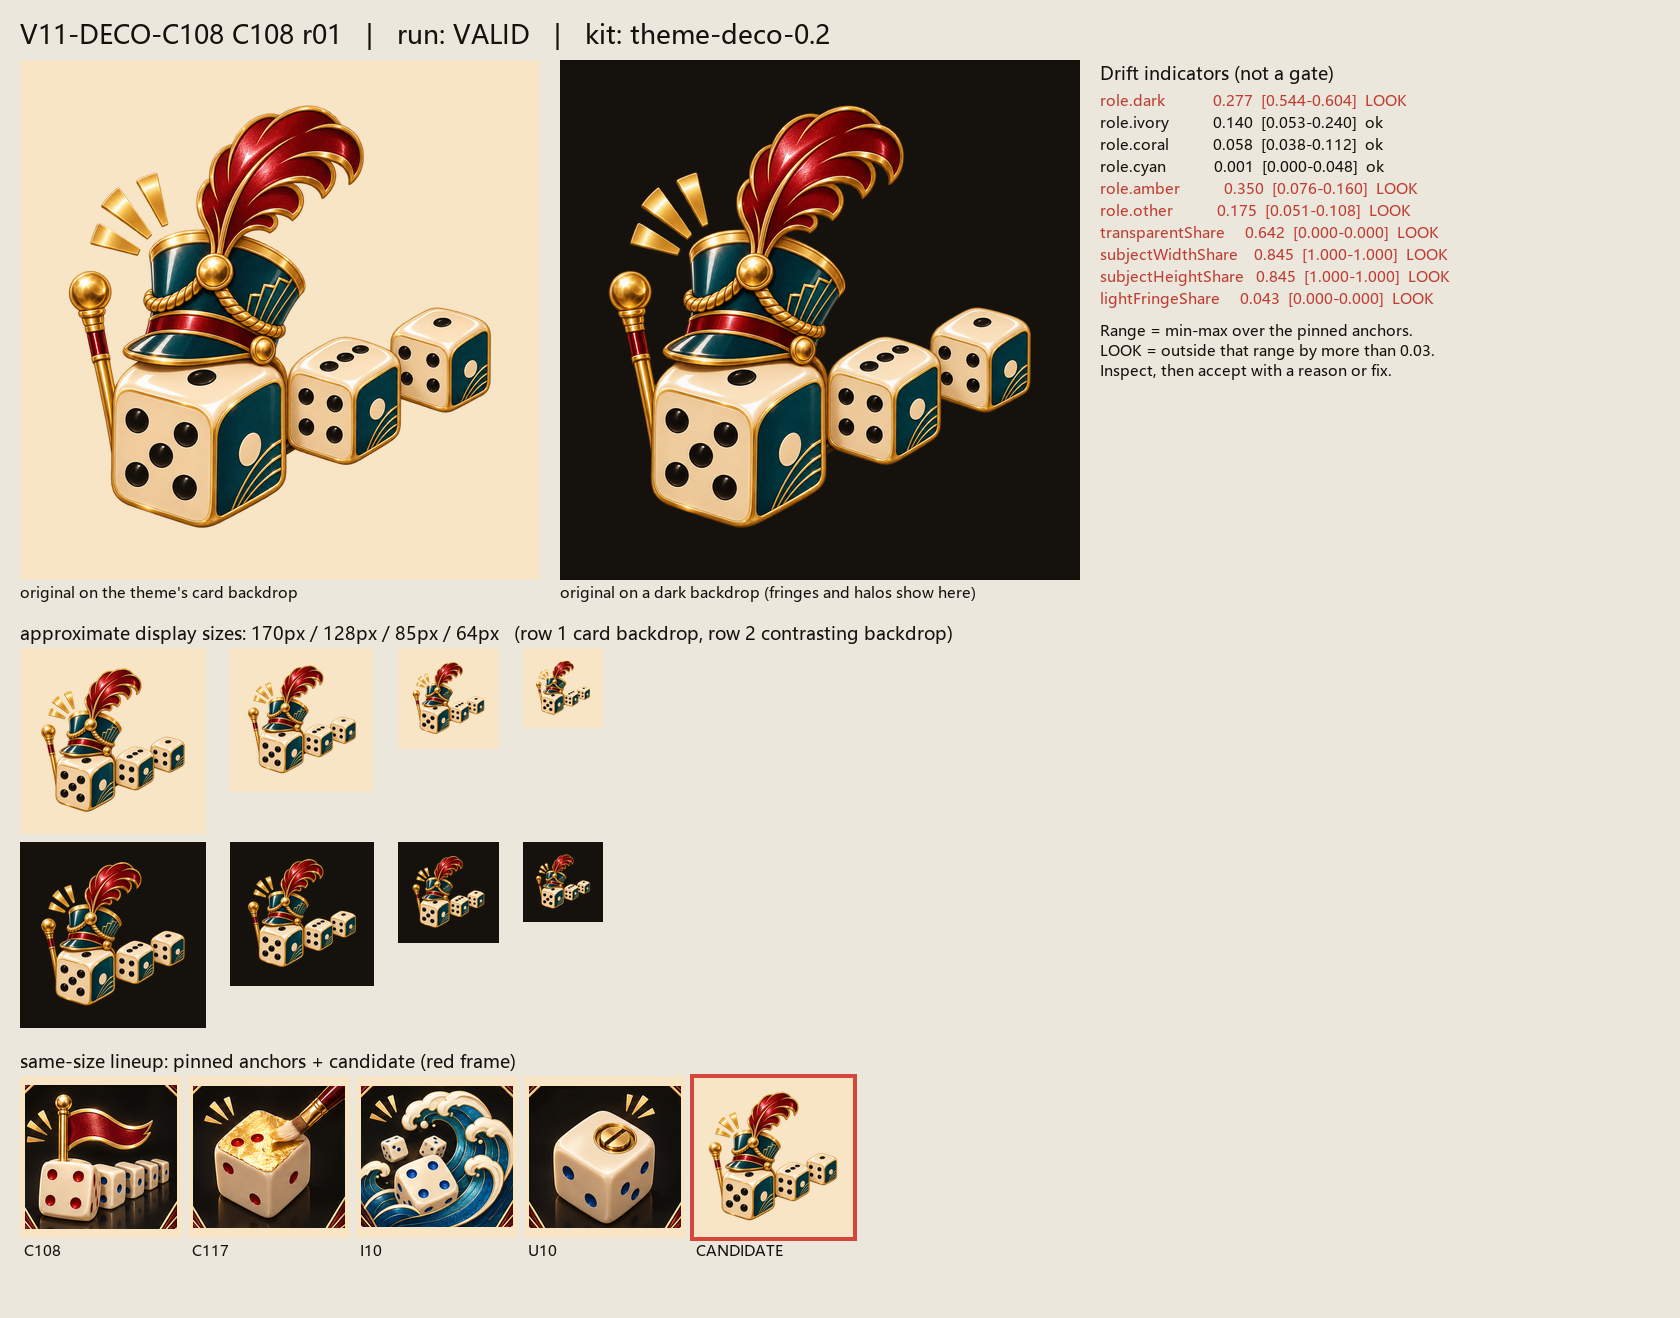 V11-DECO-C108 C108 r01   |   run: VALID   |   kit: theme-deco-0.2
original on the theme's card backdrop
original on a dark backdrop (fringes and halos show here)
Drift indicators (not a gate)
role.dark 0.277 [0.544-0.604] LOOK
role.ivory 0.140 [0.053-0.240] ok
role.coral 0.058 [0.038-0.112] ok
role.cyan 0.001 [0.000-0.048] ok
role.amber 0.350 [0.076-0.160] LOOK
role.other 0.175 [0.051-0.108] LOOK
transparentShare 0.642 [0.000-0.000] LOOK
subjectWidthShare 0.845 [1.000-1.000] LOOK
subjectHeightShare 0.845 [1.000-1.000] LOOK
lightFringeShare 0.043 [0.000-0.000] LOOK
Range = min-max over the pinned anchors.
LOOK = outside that range by more than 0.03.
Inspect, then accept with a reason or fix.
approximate display sizes: 170px / 128px / 85px / 64px   (row 1 card backdrop, row 2 contrasting backdrop)
same-size lineup: pinned anchors + candidate (red frame)
C108
C117
I10
U10
CANDIDATE